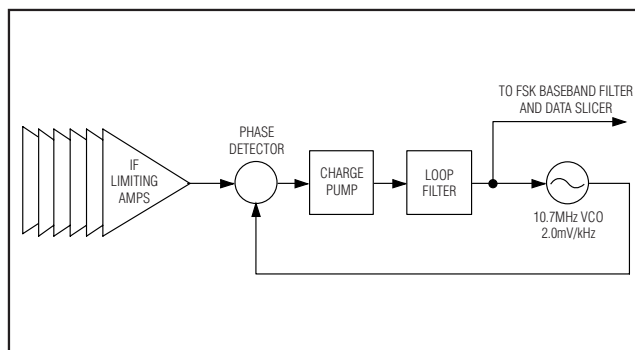 TO FSK BASEBAND FILTER
AND DATA SLICER
PHASE
DETECTOR
IF
LIMITING
AMPS
CHARGE
PUMP
LOOP
FILTER
10.7MHz VCO
2.0mV/kHz